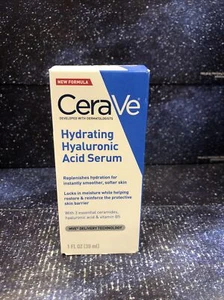 NEW FORMULA
CeraVe
DEVELOPED WITH DERMATOLOGISTS
Hydrating
Hyaluronic
Acid Serum
Replenishes hydration for
instantly smoother, softer skin
Locks in moisture while helping
restore & reinforce the protective
skin barrier
With 3 essential ceramides,
hyaluronic acid & vitamin B5
MVE® DELIVERY TECHNOLOGY
1 FL OZ (30 mL)